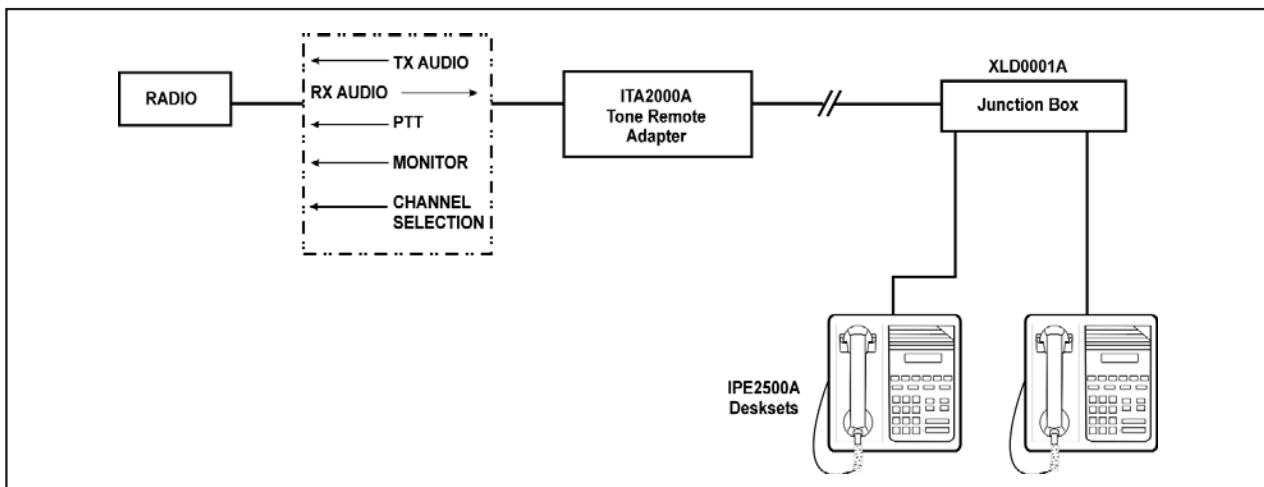 RADIO
TX AUDIO
RX AUDIO
PTT
MONITOR
CHANNEL
SELECTION
ITA2000A
Tone Remote
Adapter
XLD0001A
Junction Box
IPE2500A
Desksets